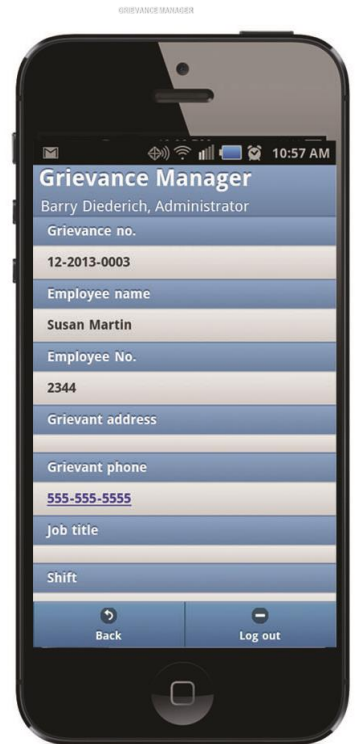 GRIEVANCE MANAGER
10:57 AM
Grievance Manager
Barry Diederich, Administrator
Grievance no.
12-2013-0003
Employee name
Susan Martin
Employee No.
2344
Grievant address
Grievant phone
555-555-5555
Job title
Shift
Back
Log out